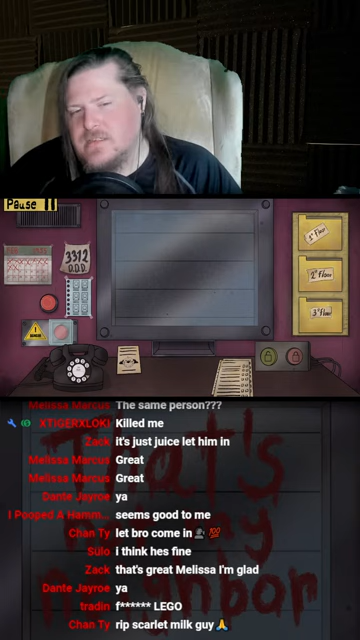 Pause
3312
D.D.D.
1° Floor
2° Floor
3° Floor
That's
not my
neighbor
Melissa Marcus The same person???
XTIGERXLOKI Killed me
Zack it's just juice let him in
Melissa Marcus Great
Melissa Marcus Great
Dante Jayroe ya
I Pooped A Hamm... seems good to me
Chan Ty let bro come in 🗣️ 💯
Sulo i think hes fine
Zack that's great Melissa I'm glad
Dante Jayroe ya
tradin f****** LEGO
Chan Ty rip scarlet milk guy 🙏